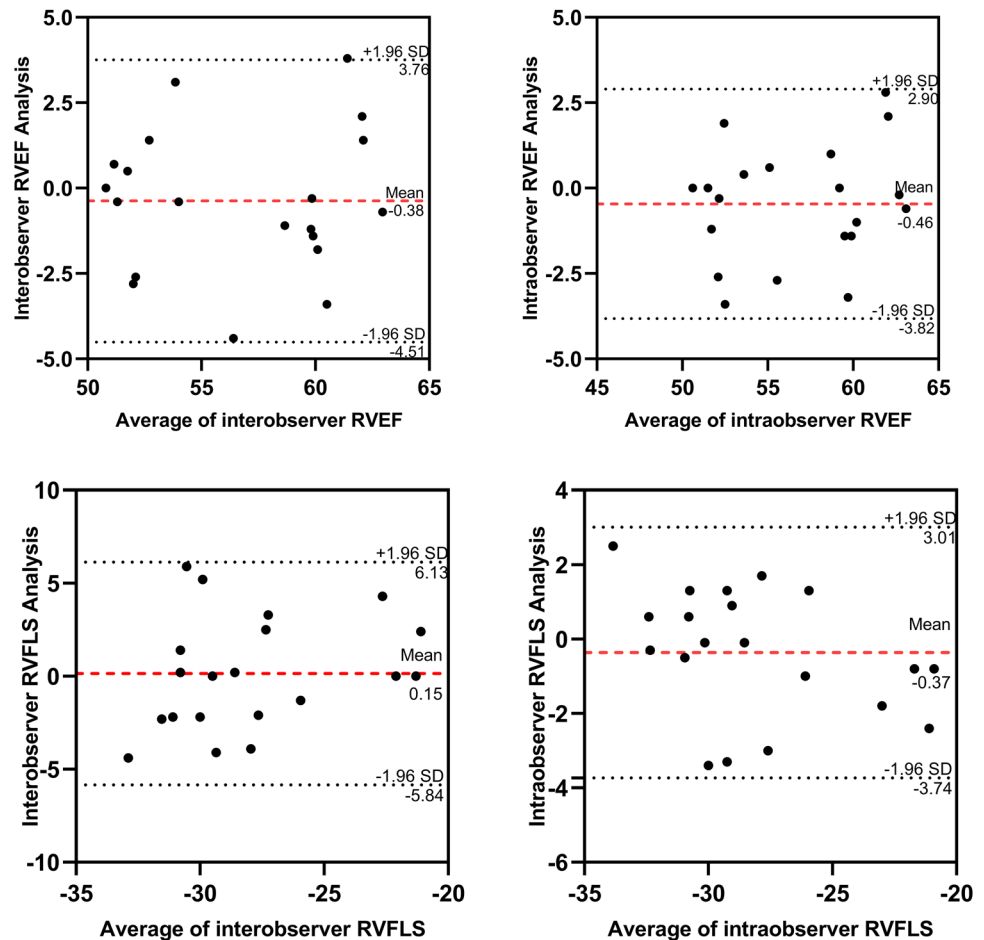 5.0
2.5
0.0
-2.5
-5.0
Interobserver RVEF Analysis
+1.96 SD
3.76
Mean
-0.38
-1.96 SD
-4.51
50
55
60
65
Average of interobserver RVEF
5.0
2.5
0.0
-2.5
-5.0
Intraobserver RVEF Analysis
+1.96 SD
2.90
Mean
-0.46
-1.96 SD
-3.82
45
50
55
60
65
Average of intraobserver RVEF
10
5
0
-5
-10
Interobserver RVFLS Analysis
+1.96 SD
6.13
Mean
0.15
-1.96 SD
-5.84
-35
-30
-25
-20
Average of interobserver RVFLS
4
2
0
-2
-4
-6
Intraobserver RVFLS Analysis
+1.96 SD
3.01
Mean
-0.37
-1.96 SD
-3.74
-35
-30
-25
-20
Average of intraobserver RVFLS